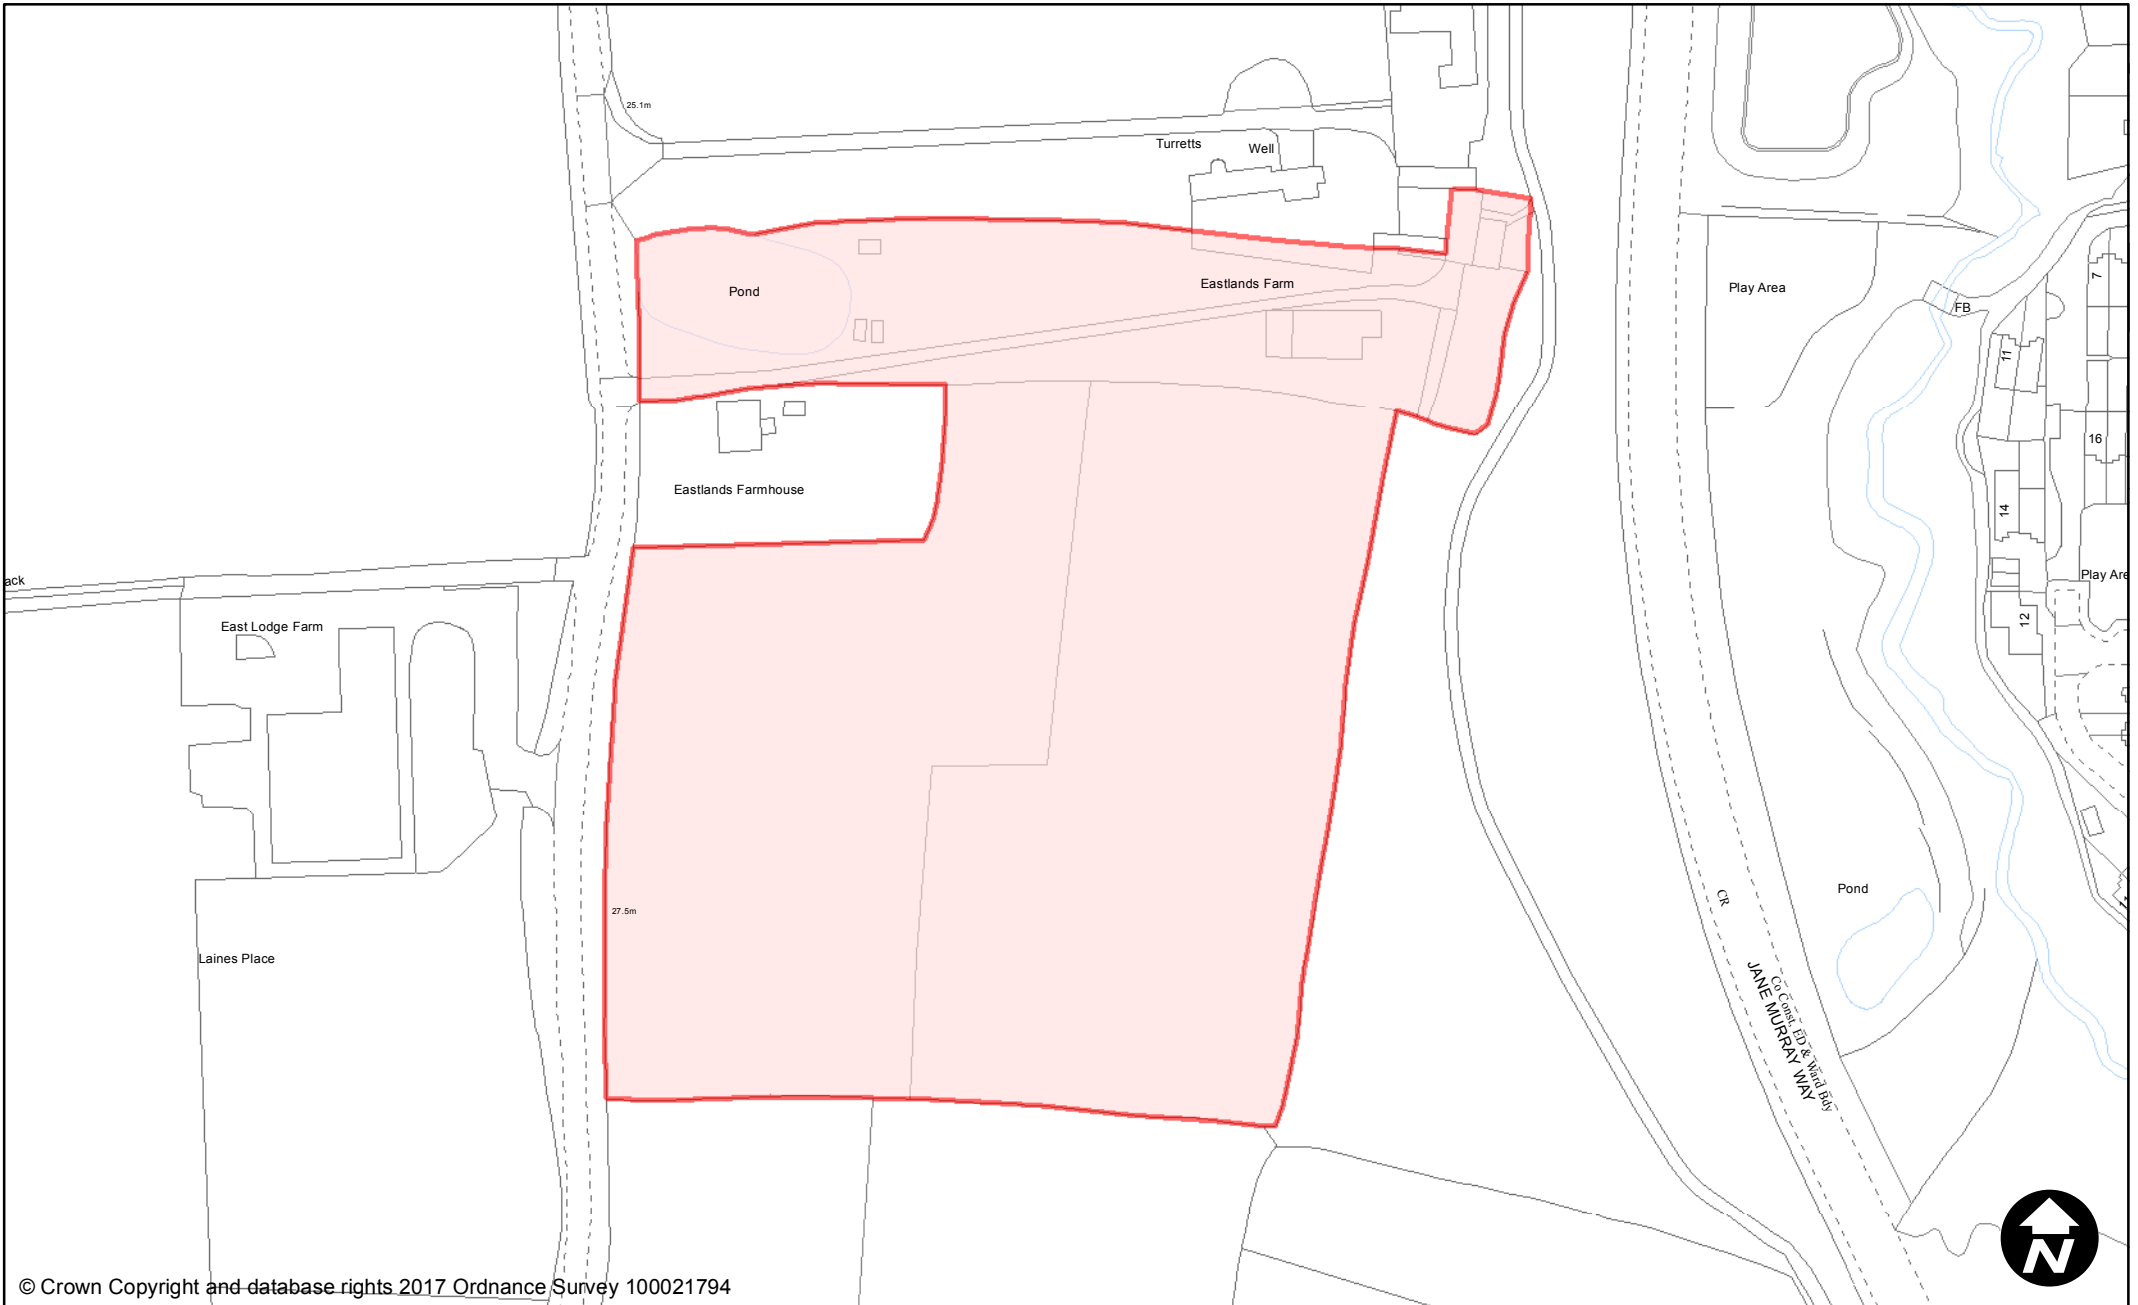 25.1m
Turretts
Well
Pond
Eastlands Farm
Play Area
FB
7
11
16
Eastlands Farmhouse
14
ack
Play Are
12
East Lodge Farm
27.5m
CR
Pond
Laines Place
Co Const, ED & Ward Bdy
JANE MURRAY WAY
N
© Crown Copyright and database rights 2017 Ordnance Survey 100021794